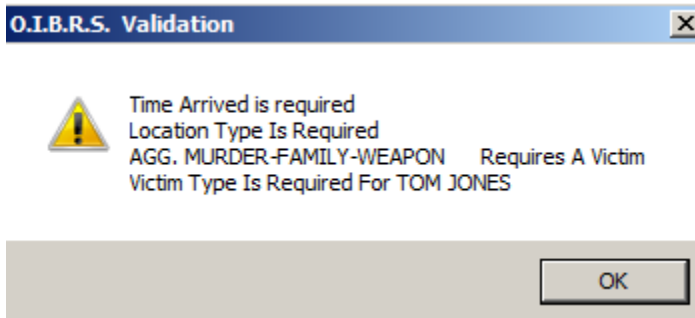 O.I.B.R.S. Validation
Time Arrived is required
Location Type Is Required
AGG. MURDER-FAMILY-WEAPON Requires A Victim
Victim Type Is Required For TOM JONES
OK